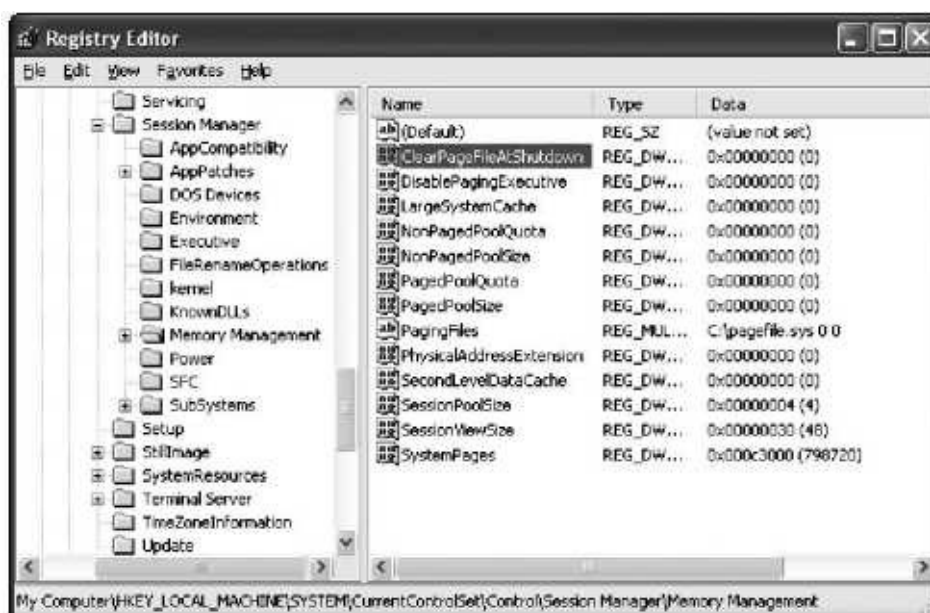 Registry Editor
File Edit View Favorites Help
Servicing
Session Manager
AppCompatibility
AppPatches
DOS Devices
Environment
Executive
FileRenameOperations
kernel
KnownDLLs
Memory Management
Power
SFC
SubSystems
Setup
StillImage
SystemResources
Terminal Server
TimeZoneInformation
Update
Name Type Data
(Default) REG_SZ (value not set)
ClearPageFileAtShutdown REG_DW... 0x00000000 (0)
DisablePagingExecutive REG_DW... 0x00000000 (0)
LargeSystemCache REG_DW... 0x00000000 (0)
NonPagedPoolQuota REG_DW... 0x00000000 (0)
NonPagedPoolSize REG_DW... 0x00000000 (0)
PagedPoolQuota REG_DW... 0x00000000 (0)
PagedPoolSize REG_DW... 0x00000000 (0)
PagingFiles REG_MUL... C:\pagefile.sys 0 0
PhysicalAddressExtension REG_DW... 0x00000000 (0)
SecondLevelDataCache REG_DW... 0x00000000 (0)
SessionPoolSize REG_DW... 0x00000004 (4)
SessionViewSize REG_DW... 0x00000030 (48)
SystemPages REG_DW... 0x000c3000 (798720)
My Computer\HKEY_LOCAL_MACHINE\SYSTEM\CurrentControlSet\Control\Session Manager\Memory Management